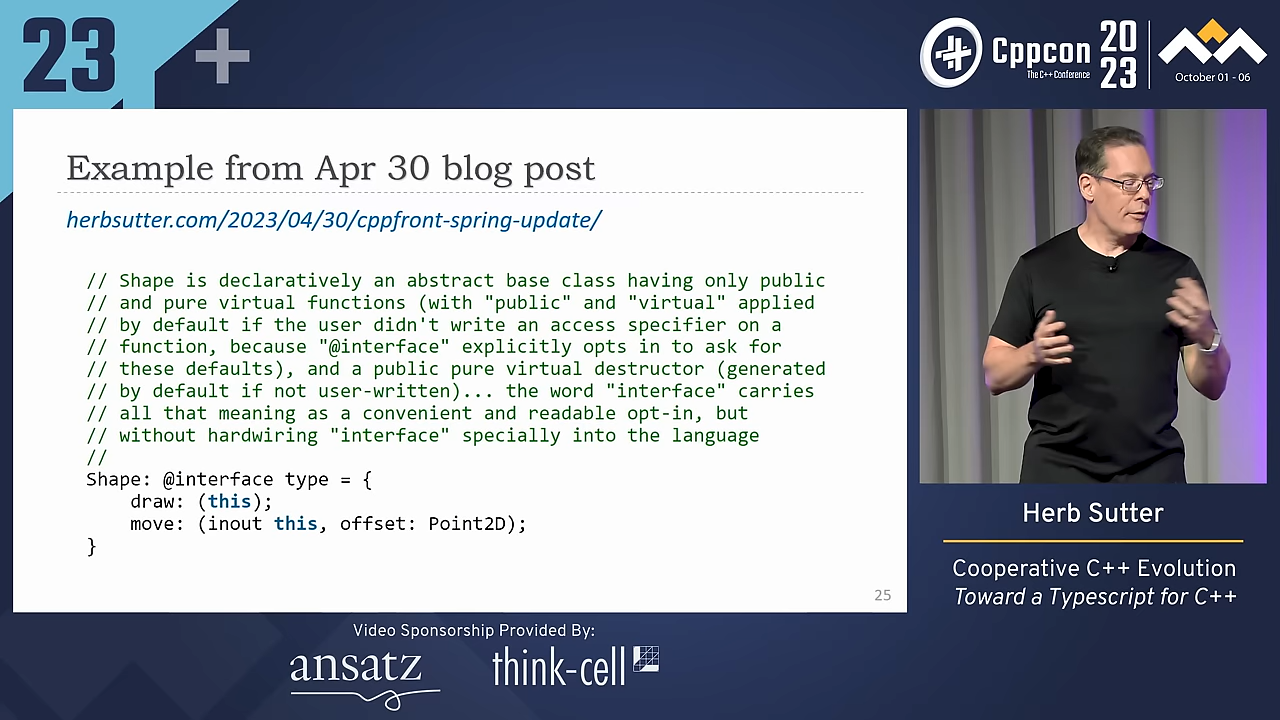 23
Cppcon
The C++ Conference
20
23
October 01 - 06
Example from Apr 30 blog post
herbsutter.com/2023/04/30/cppfront-spring-update/
// Shape is declaratively an abstract base class having only public
// and pure virtual functions (with "public" and "virtual" applied
// by default if the user didn't write an access specifier on a
// function, because "@interface" explicitly opts in to ask for
// these defaults), and a public pure virtual destructor (generated
// by default if not user-written)... the word "interface" carries
// all that meaning as a convenient and readable opt-in, but
// without hardwiring "interface" specially into the language
//
Shape: @interface type = {
draw: (this);
move: (inout this, offset: Point2D);
}
25
Herb Sutter
Cooperative C++ Evolution
Toward a Typescript for C++
Video Sponsorship Provided By:
ansatz
think-cell